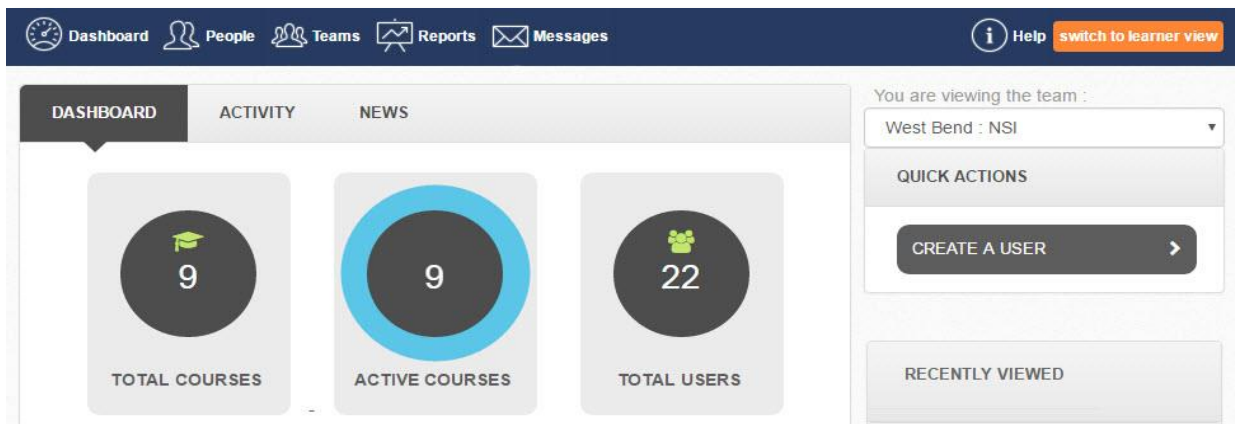 Dashboard People Teams Reports Messages Help switch to learner view
DASHBOARD ACTIVITY NEWS
9
TOTAL COURSES
9
ACTIVE COURSES
22
TOTAL USERS
You are viewing the team :
West Bend : NSI
QUICK ACTIONS
CREATE A USER
RECENTLY VIEWED